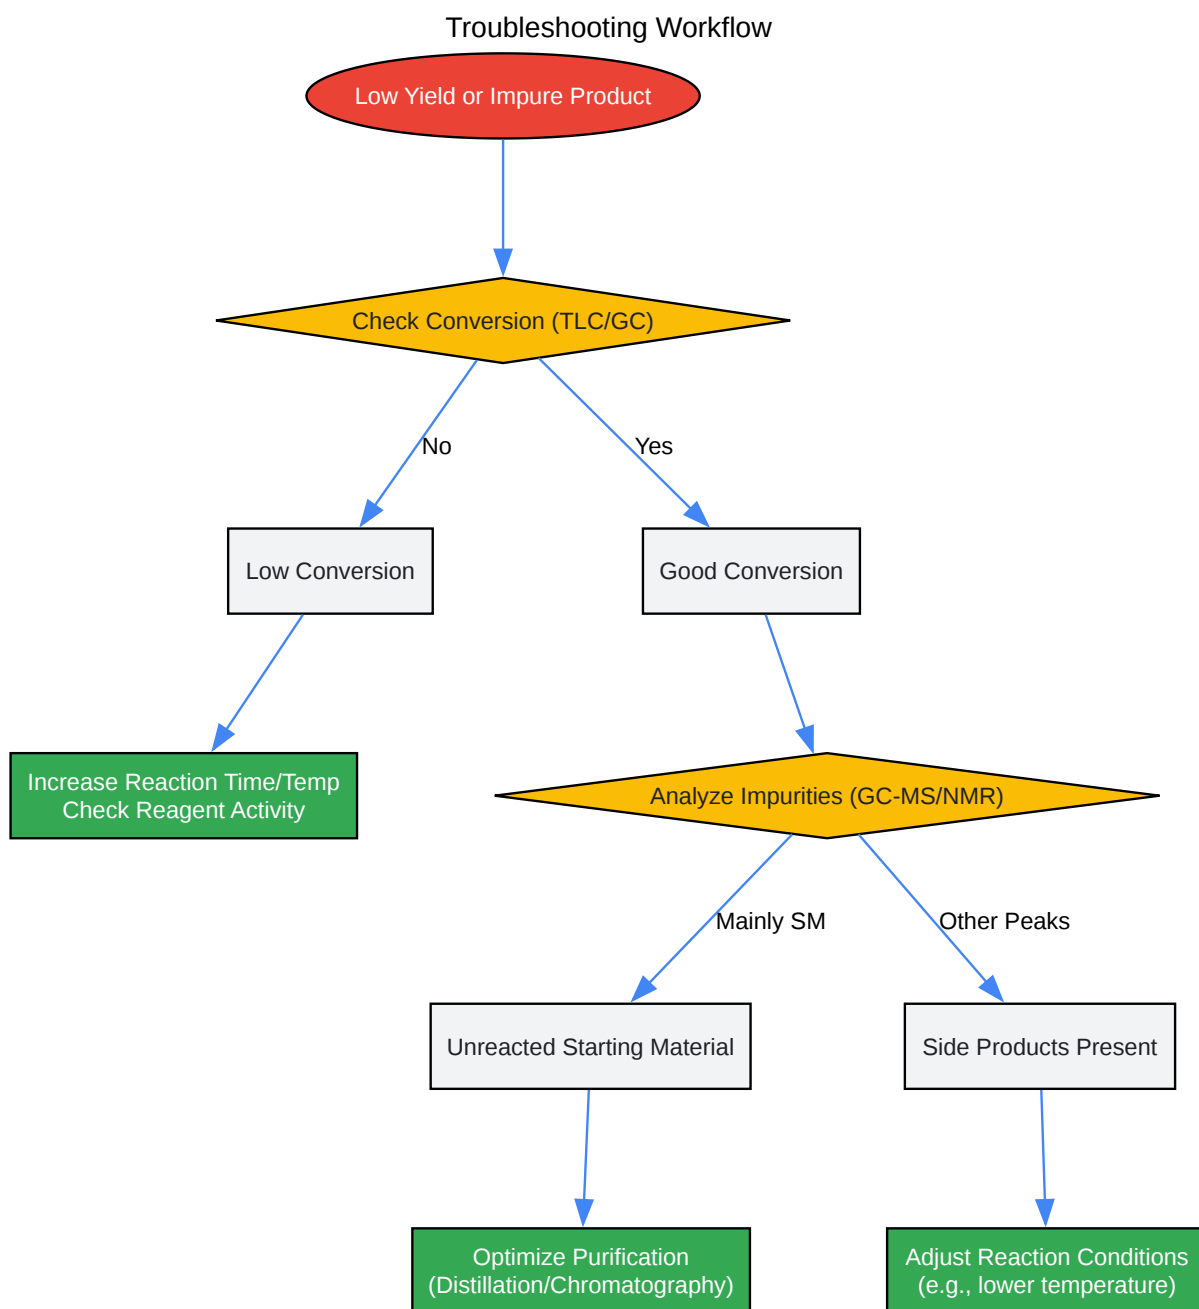 Troubleshooting Workflow
Low Yield or Impure Product
Check Conversion (TLC/GC)
No
Yes
Low Conversion
Good Conversion
Increase Reaction Time/Temp
Check Reagent Activity
Analyze Impurities (GC-MS/NMR)
Mainly SM
Other Peaks
Unreacted Starting Material
Side Products Present
Optimize Purification
(Distillation/Chromatography)
Adjust Reaction Conditions
(e.g., lower temperature)